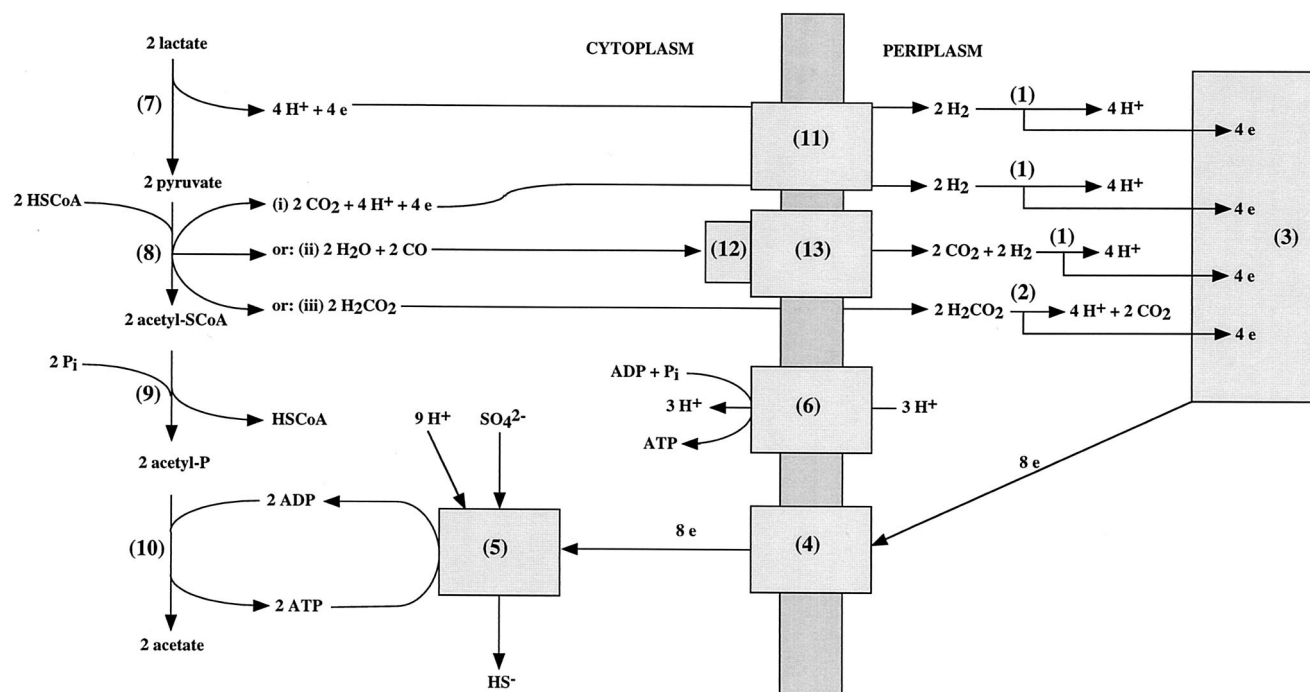 CYTOPLASM PERIPLASM
2 lactate
(7) 4 H⁺ + 4 e (11) 2 H₂ (1) 4 H⁺
4 e
2 pyruvate
2 HSCoA (i) 2 CO₂ + 4 H⁺ + 4 e 2 H₂ (1) 4 H⁺
4 e
(8) or: (ii) 2 H₂O + 2 CO (12) (13) 2 CO₂ + 2 H₂ (1) 4 H⁺ (3)
4 e
or: (iii) 2 H₂CO₂ 2 H₂CO₂ (2) 4 H⁺ + 2 CO₂
2 acetyl-SCoA 4 e
2 Pᵢ ADP + Pᵢ
(9) 3 H⁺ (6) 3 H⁺
HSCoA 9 H⁺ SO₄²⁻ ATP
2 acetyl-P 8 e
2 ADP
(10) (5) 8 e (4)
2 ATP
2 acetate
HS⁻